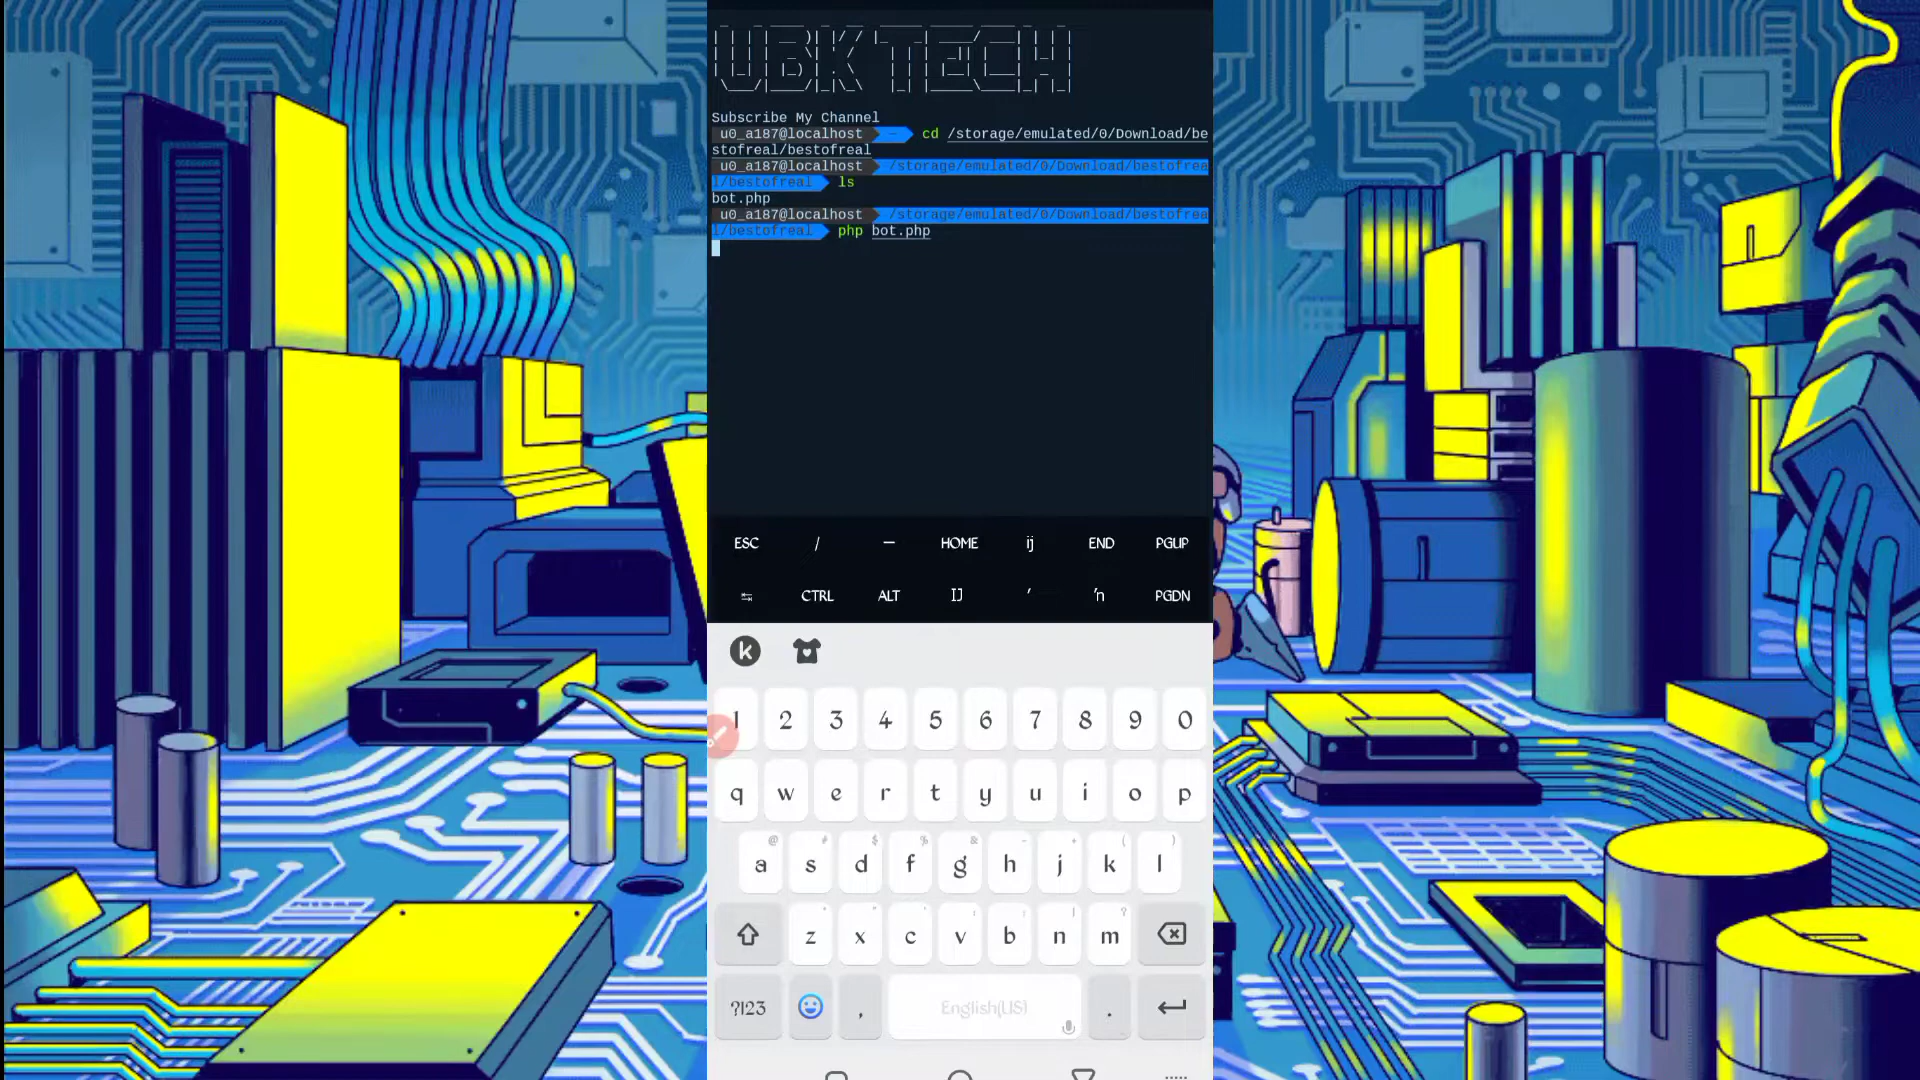 UBK TECH
Subscribe My Channel
u0_a187@localhost ~ cd /storage/emulated/0/Download/be
stofreal/bestofreal
u0_a187@localhost /storage/emulated/0/Download/bestofrea
l/bestofreal ls
bot.php
u0_a187@localhost /storage/emulated/0/Download/bestofrea
l/bestofreal php bot.php
ESC / — HOME ĳ END PGUP
↹ CTRL ALT IJ ʼ ŉ PGDN
k
1 2 3 4 5 6 7 8 9 0
q w e r t y u i o p
@ # $ % & - + ( )
a s d f g h j k l
z x c v b n m
?123 , English(US) .